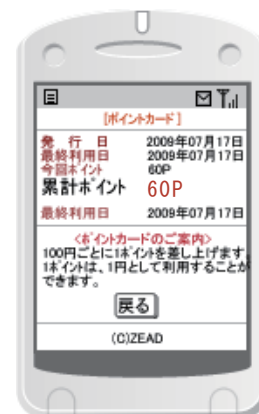 [ポイントカード]
発行日 2009年07月17日
最終利用日 2009年07月17日
今回ポイント 60P
累計ポイント 60P
最終利用日 2009年07月17日
<ポイントカードのご案内>
100円ごとに1ポイントを差し上げます
1ポイントは、1円として利用することが
できます。
戻る
(C)ZEAD